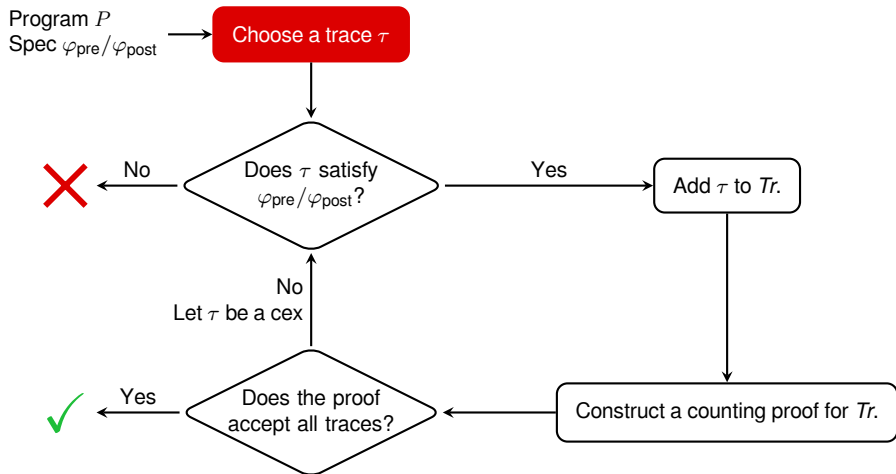 Program P
Spec φpre/φpost
Choose a trace τ
Does τ satisfy
φpre/φpost?
No
Yes
Add τ to Tr.
No
Let τ be a cex
Does the proof
accept all traces?
Yes
Construct a counting proof for Tr.